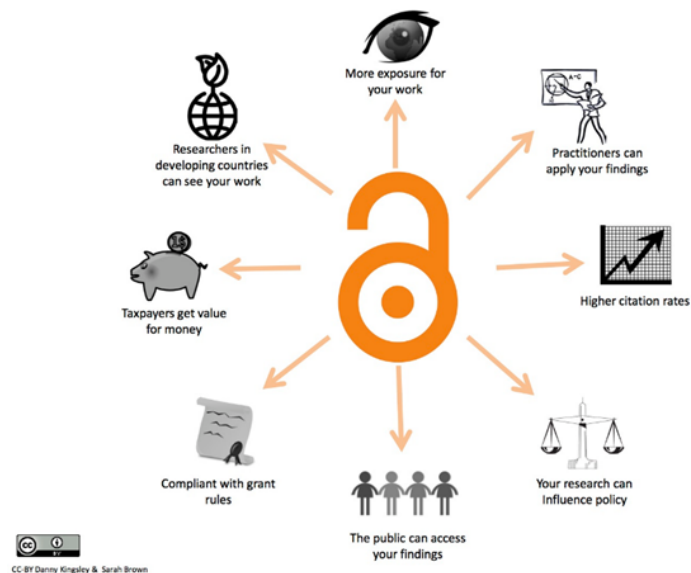 More exposure for
your work
Practitioners can
apply your findings
Higher citation rates
Your research can
Influence policy
The public can access
your findings
Compliant with grant
rules
Taxpayers get value
for money
Researchers in
developing countries
can see your work
CC BY
CC-BY Danny Kingsley & Sarah Brown